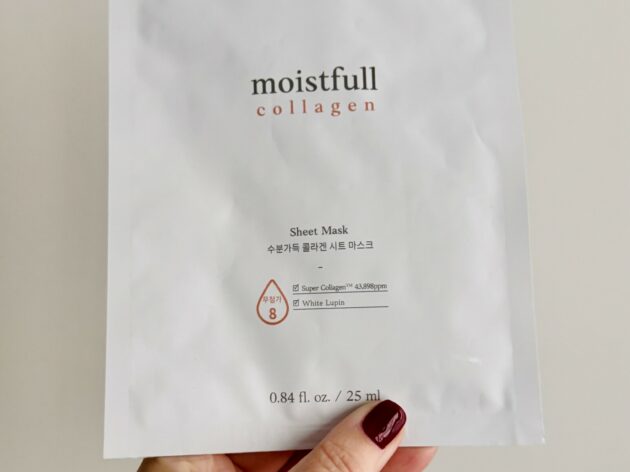 moistfull
collagen
Sheet Mask
수분가득 콜라겐 시트 마스크
-
무첨가
8
☑ Super Collagen™ 43,898ppm
☑ White Lupin
0.84 fl. oz. / 25 ml